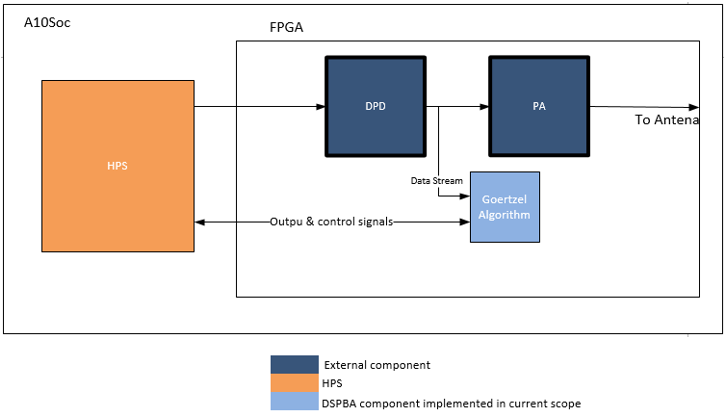 A10Soc
FPGA
DPD
PA
To Antena
HPS
Data Stream
Goertzel
Algorithm
Outpu & control signals
External component
HPS
DSPBA component implemented in current scope